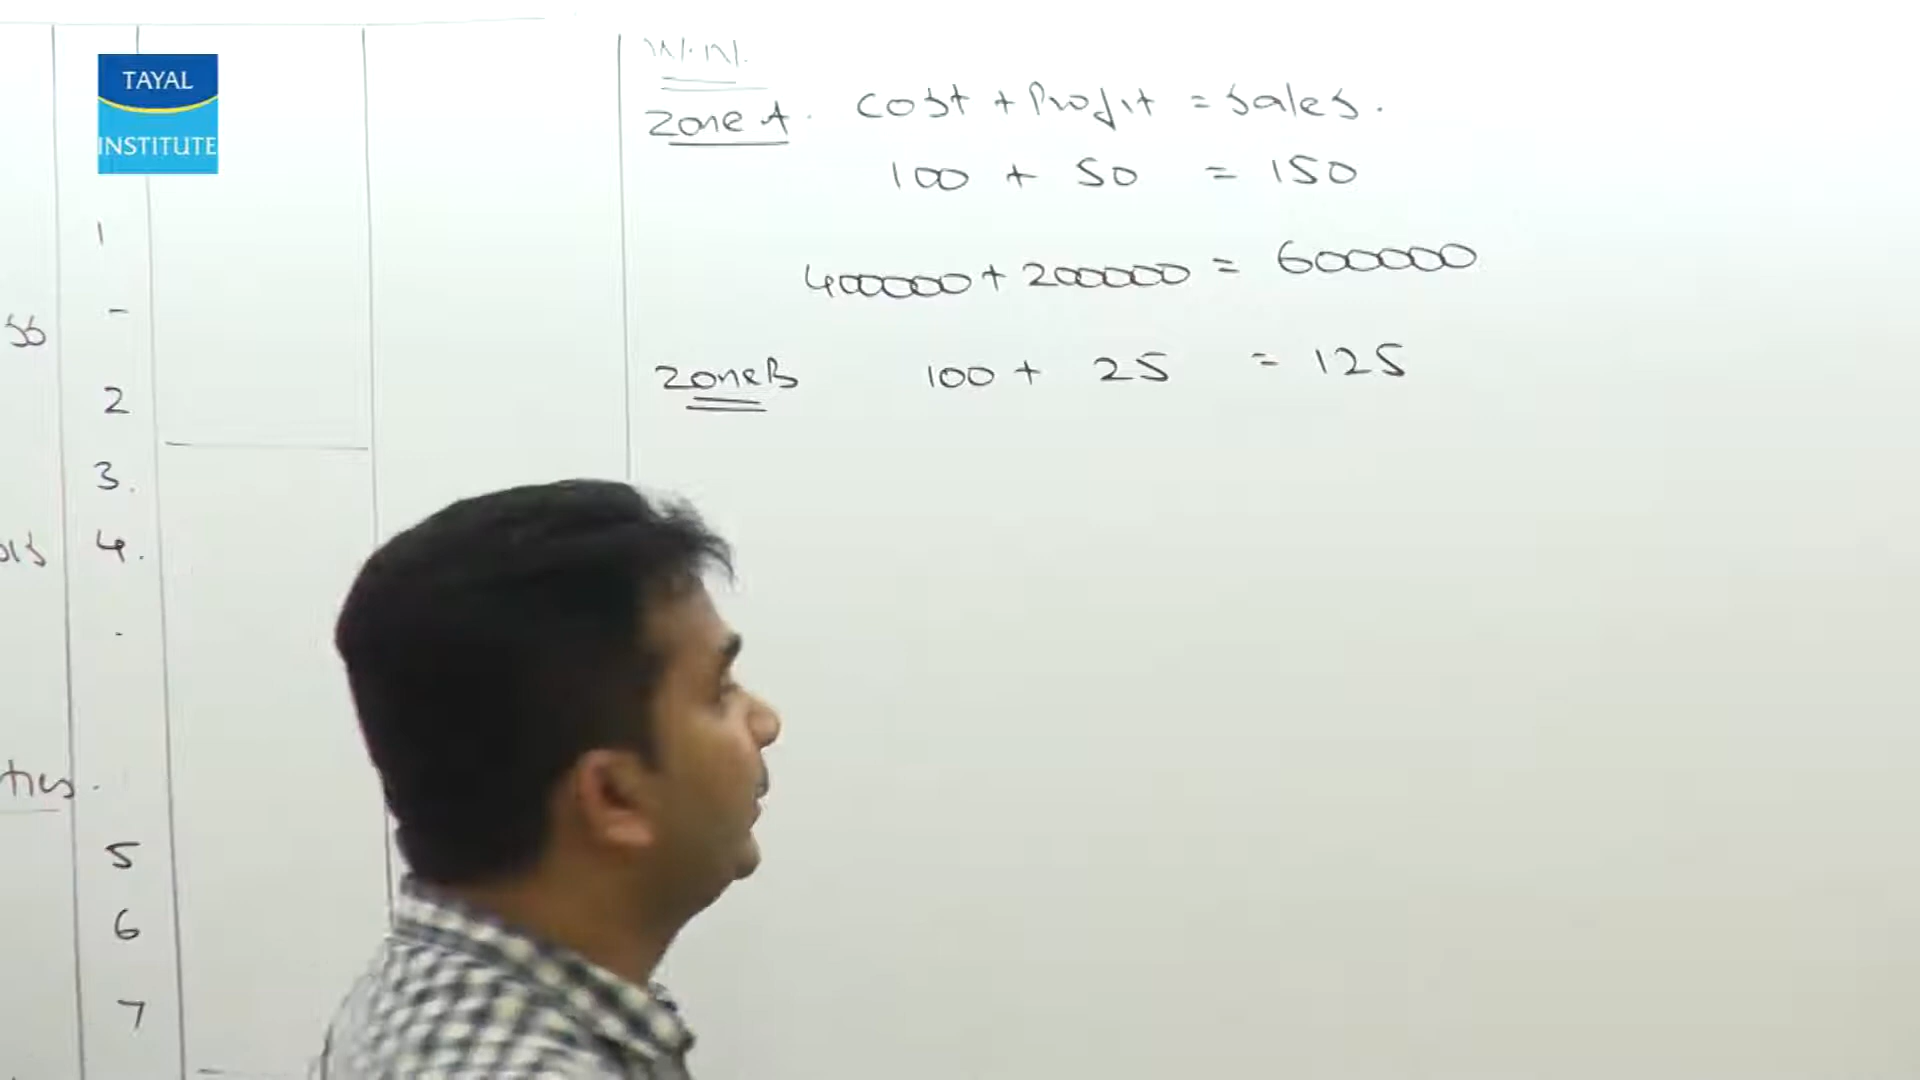 TAYAL
INSTITUTE
1
-
2
3.
4.
5
6
7
W.N.
Zone A. Cost + Profit = Sales.
100 + 50 = 150
400000 + 200000 = 600000
Zone B 100 + 25 = 125